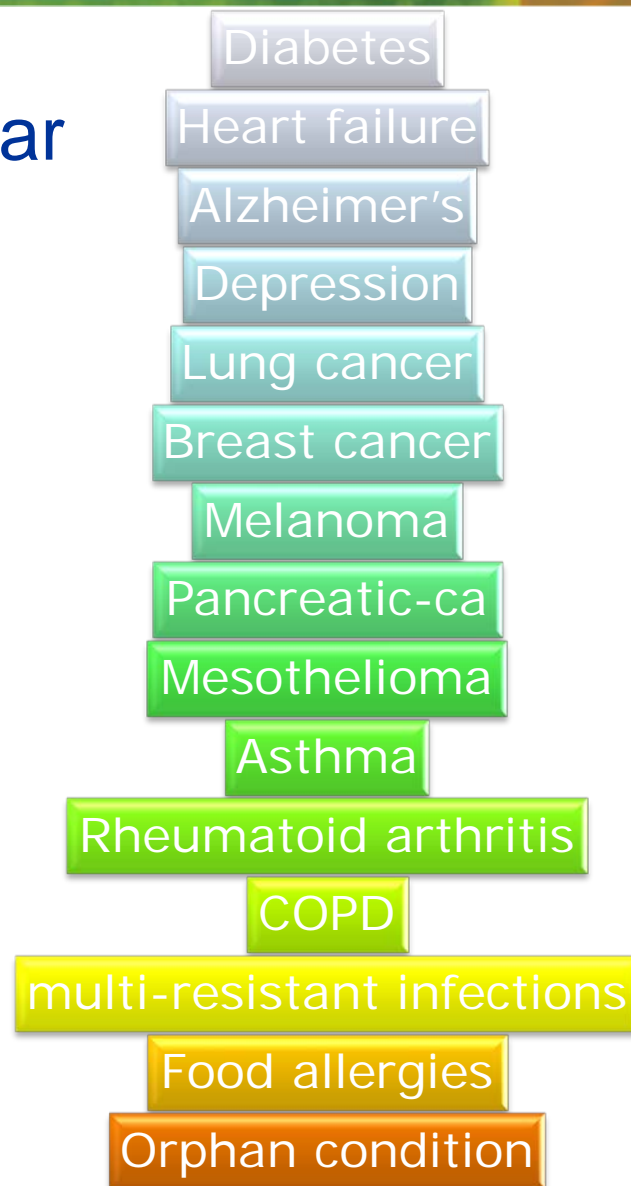 ar
Diabetes
Heart failure
Alzheimer’s
Depression
Lung cancer
Breast cancer
Melanoma
Pancreatic-ca
Mesothelioma
Asthma
Rheumatoid arthritis
COPD
multi-resistant infections
Food allergies
Orphan condition